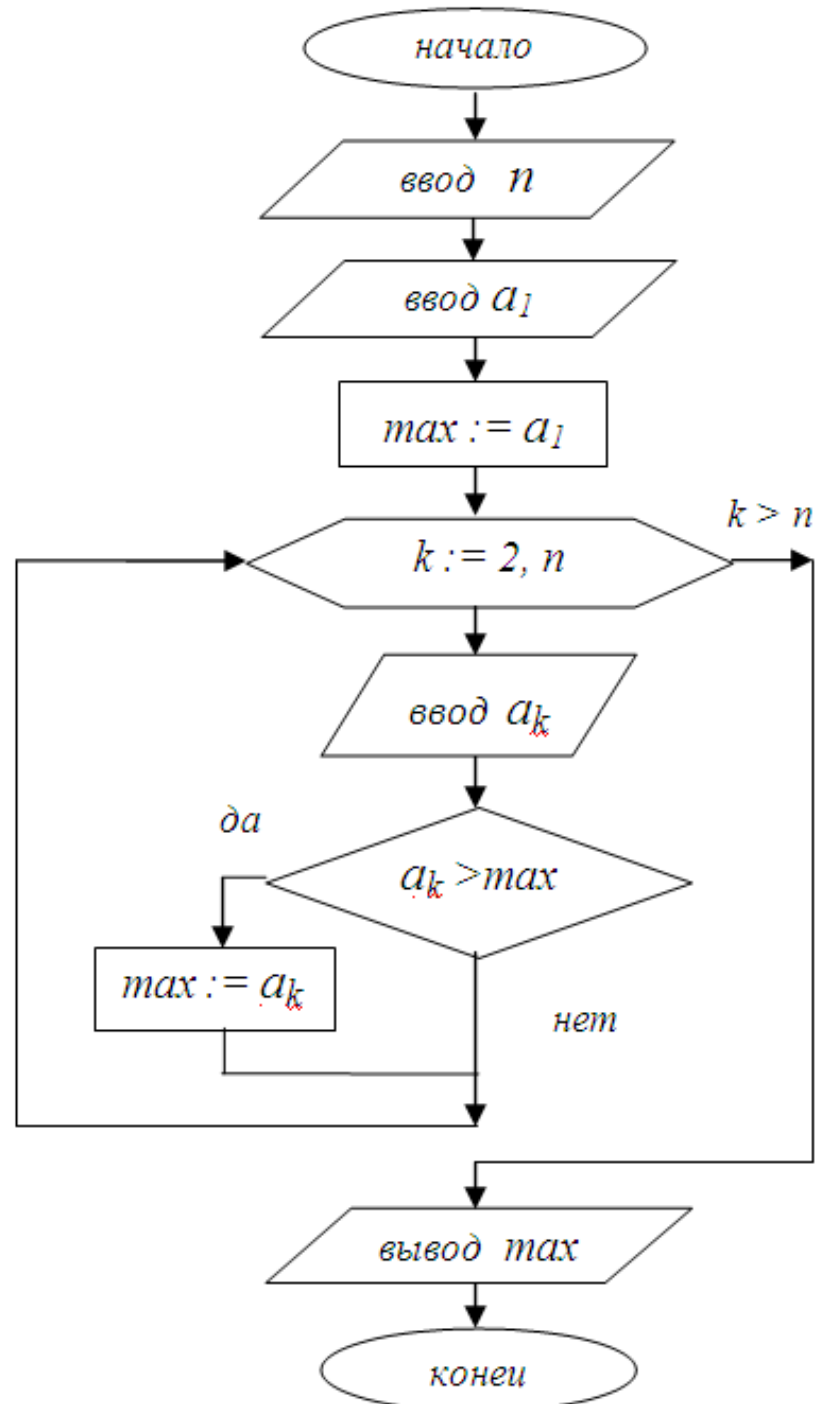 начало
ввод n
ввод a₁
max := a₁
k > n
k := 2, n
ввод aₖ
да
aₖ >max
max := aₖ
нет
вывод max
конец